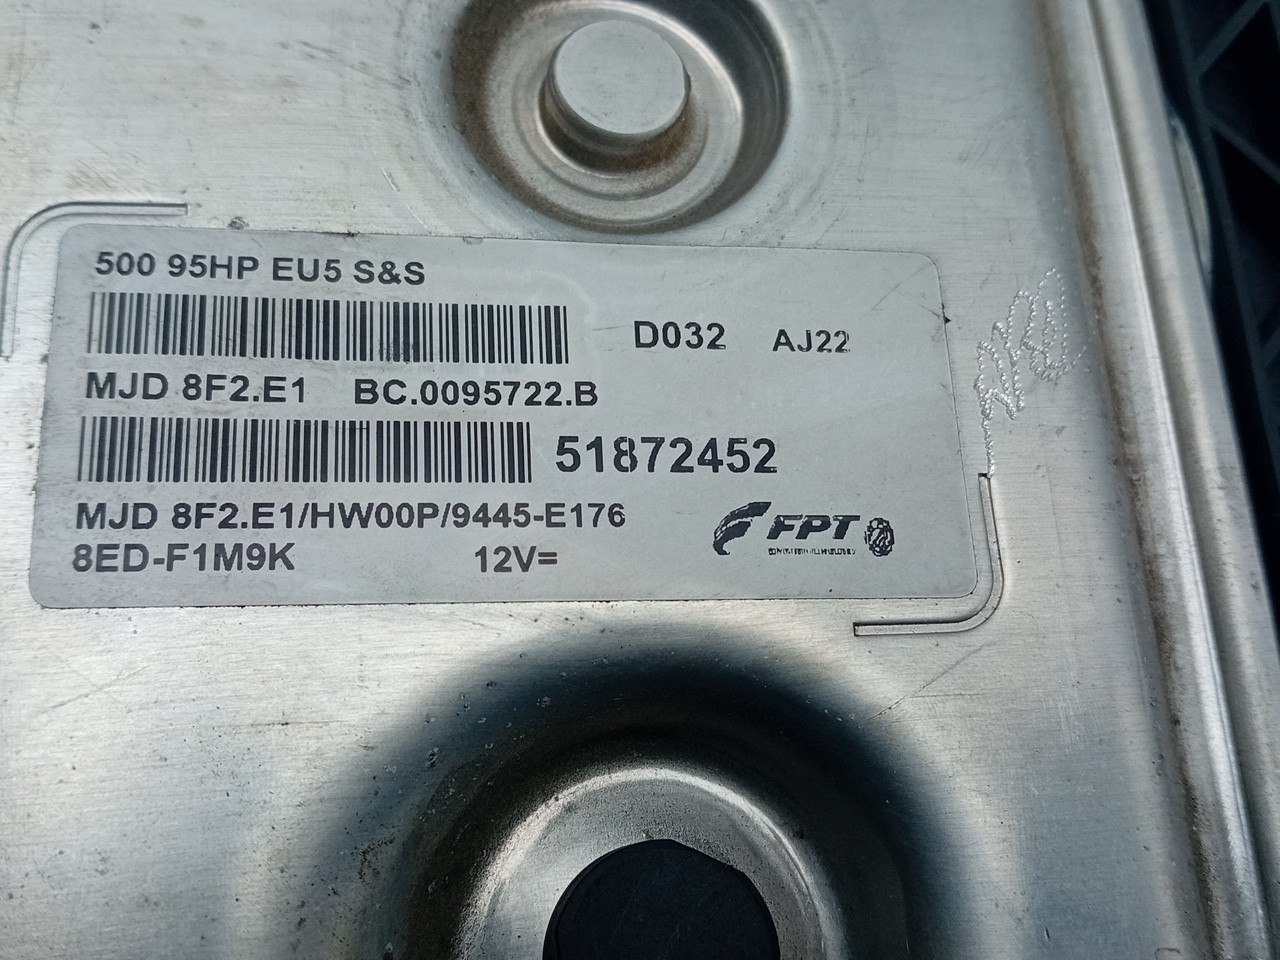 500 95HP EU5 S&S
D032 AJ22
MJD 8F2.E1 BC.0095722.B
51872452
MJD 8F2.E1/HW00P/9445-E176
FPT
8ED-F1M9K 12V=